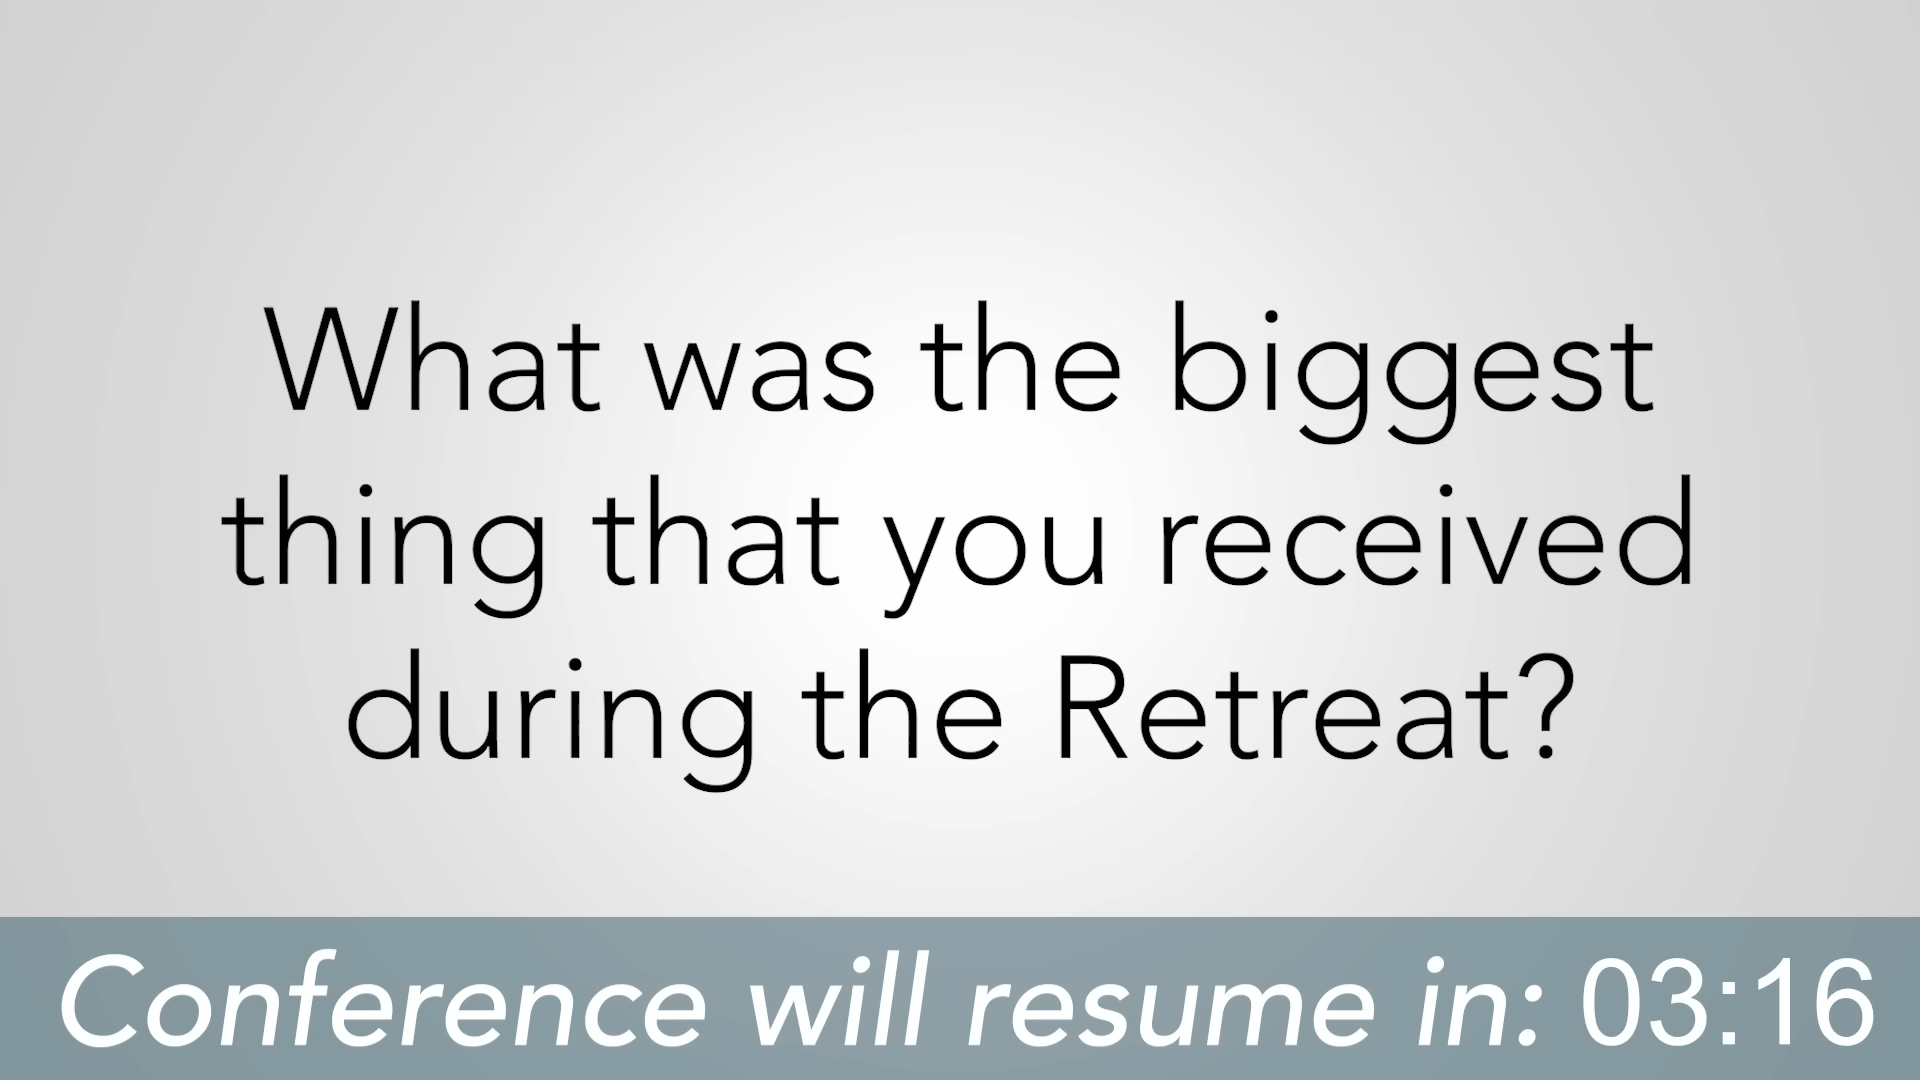 What was the biggest
thing that you received
during the Retreat?
Conference will resume in: 03:16